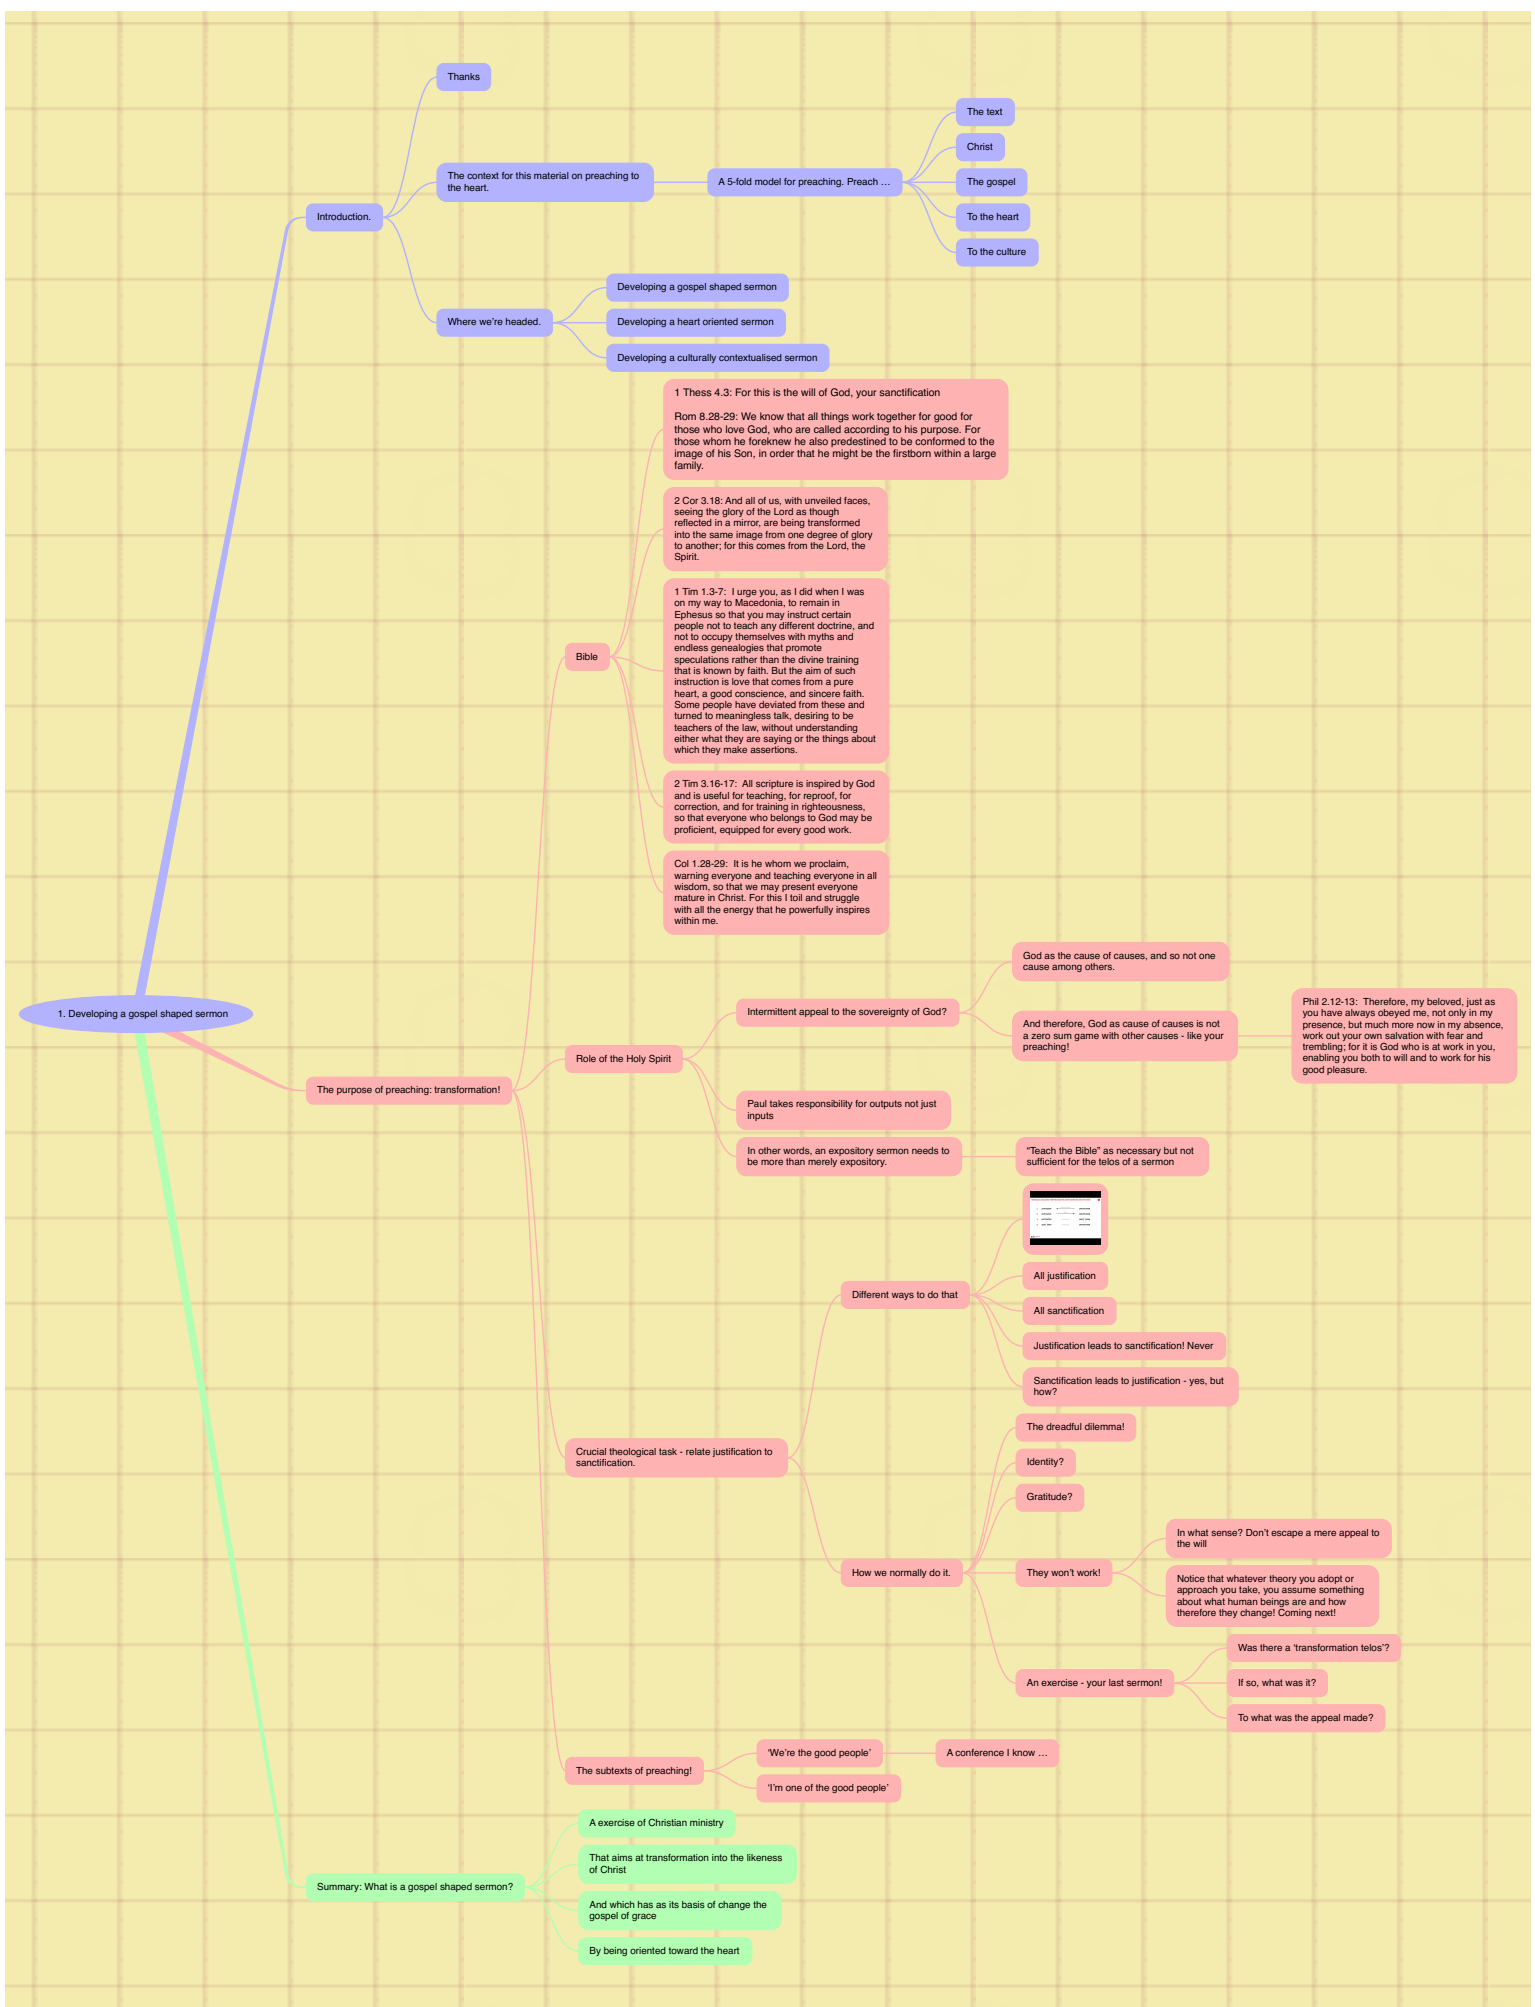 Thanks
The text
Christ
The context for this material on preaching to
the heart.
A 5-fold model for preaching. Preach …
The gospel
Introduction.
To the heart
To the culture
Developing a gospel shaped sermon
Where we're headed.
Developing a heart oriented sermon
Developing a culturally contextualised sermon
1 Thess 4.3: For this is the will of God, your sanctification
Rom 8.28-29: We know that all things work together for good for
those who love God, who are called according to his purpose. For
those whom he foreknew he also predestined to be conformed to the
image of his Son, in order that he might be the firstborn within a large
family.
2 Cor 3.18: And all of us, with unveiled faces,
seeing the glory of the Lord as though
reflected in a mirror, are being transformed
into the same image from one degree of glory
to another; for this comes from the Lord, the
Spirit.
1 Tim 1.3-7:  I urge you, as I did when I was
on my way to Macedonia, to remain in
Ephesus so that you may instruct certain
people not to teach any different doctrine, and
not to occupy themselves with myths and
endless genealogies that promote
speculations rather than the divine training
that is known by faith. But the aim of such
instruction is love that comes from a pure
heart, a good conscience, and sincere faith.
Some people have deviated from these and
turned to meaningless talk, desiring to be
teachers of the law, without understanding
either what they are saying or the things about
which they make assertions.
Bible
2 Tim 3.16-17:  All scripture is inspired by God
and is useful for teaching, for reproof, for
correction, and for training in righteousness,
so that everyone who belongs to God may be
proficient, equipped for every good work.
Col 1.28-29:  It is he whom we proclaim,
warning everyone and teaching everyone in all
wisdom, so that we may present everyone
mature in Christ. For this I toil and struggle
with all the energy that he powerfully inspires
within me.
1. Developing a gospel shaped sermon
The purpose of preaching: transformation!
Role of the Holy Spirit
Intermittent appeal to the sovereignty of God?
God as the cause of causes, and so not one
cause among others.
And therefore, God as cause of causes is not
a zero sum game with other causes - like your
preaching!
Phil 2.12-13:  Therefore, my beloved, just as
you have always obeyed me, not only in my
presence, but much more now in my absence,
work out your own salvation with fear and
trembling; for it is God who is at work in you,
enabling you both to will and to work for his
good pleasure.
Paul takes responsibility for outputs not just
inputs
In other words, an expository sermon needs to
be more than merely expository.
"Teach the Bible" as necessary but not
sufficient for the telos of a sermon
Different ways to do that
All justification
All sanctification
Justification leads to sanctification! Never
Sanctification leads to justification - yes, but
how?
Crucial theological task - relate justification to
sanctification.
The dreadful dilemma!
Identity?
Gratitude?
How we normally do it.
They won't work!
In what sense? Don't escape a mere appeal to
the will
Notice that whatever theory you adopt or
approach you take, you assume something
about what human beings are and how
therefore they change! Coming next!
An exercise - your last sermon!
Was there a 'transformation telos'?
If so, what was it?
To what was the appeal made?
The subtexts of preaching!
'We're the good people'
A conference I know …
'I'm one of the good people'
Summary: What is a gospel shaped sermon?
A exercise of Christian ministry
That aims at transformation into the likeness
of Christ
And which has as its basis of change the
gospel of grace
By being oriented toward the heart